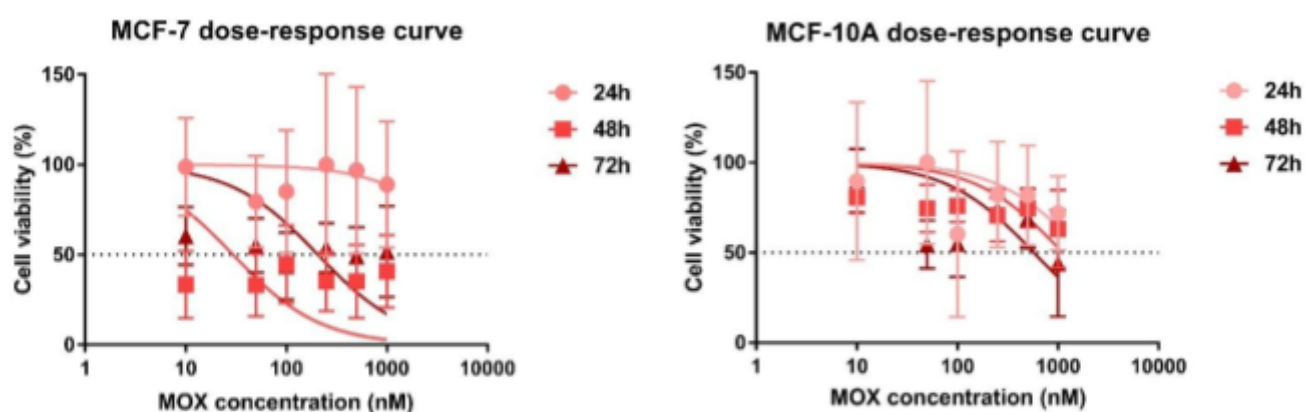 MCF-7 dose-response curve
150
100
50
0
Cell viability (%)
1
10
100
1000
10000
MOX concentration (nM)
24h
48h
72h
MCF-10A dose-response curve
150
100
50
0
Cell viability (%)
1
10
100
1000
10000
MOX concentration (nM)
24h
48h
72h